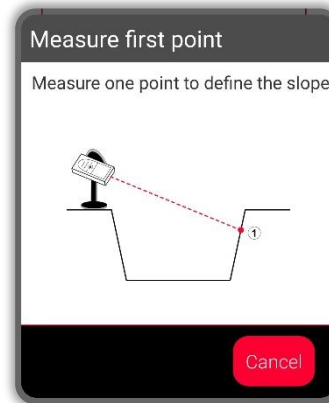 Measure first point
Measure one point to define the slope
1
Cancel